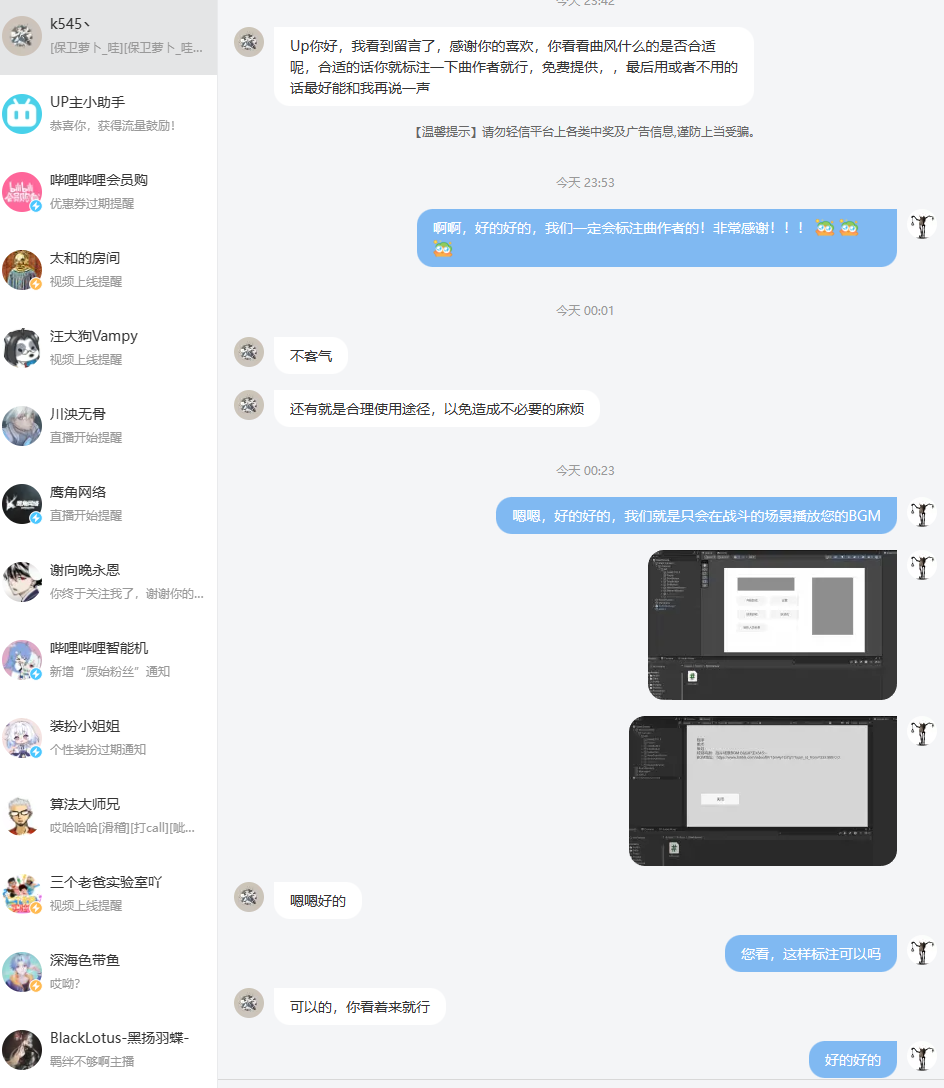 k545丶
[保卫萝卜_哇][保卫萝卜_哇...
UP主小助手
恭喜你，获得流量鼓励！
哔哩哔哩会员购
优惠券过期提醒
太和的房间
视频上线提醒
汪大狗Vampy
视频上线提醒
川泱无骨
直播开始提醒
鹰角网络
直播开始提醒
谢向晚永恩
你终于关注我了，谢谢你的...
哔哩哔哩智能机
新增“原始粉丝”通知
装扮小姐姐
个性装扮过期通知
算法大师兄
哎哈哈哈[滑稽][打call][呲...
三个老爸实验室吖
视频上线提醒
深海色带鱼
哎呦？
BlackLotus-黑扬羽蝶-
羁绊不够啊主播
今天 23:42
Up你好，我看到留言了，感谢你的喜欢，你看看曲风什么的是否合适
呢，合适的话你就标注一下曲作者就行，免费提供，，最后用或者不用的
话最好能和我再说一声
【温馨提示】请勿轻信平台上各类中奖及广告信息,谨防上当受骗。
今天 23:53
啊啊，好的好的，我们一定会标注曲作者的！非常感谢！！！
今天 00:01
不客气
还有就是合理使用途径，以免造成不必要的麻烦
今天 00:23
嗯嗯，好的好的，我们就是只会在战斗的场景播放您的BGM
嗯嗯好的
您看，这样标注可以吗
可以的，你看着来就行
好的好的